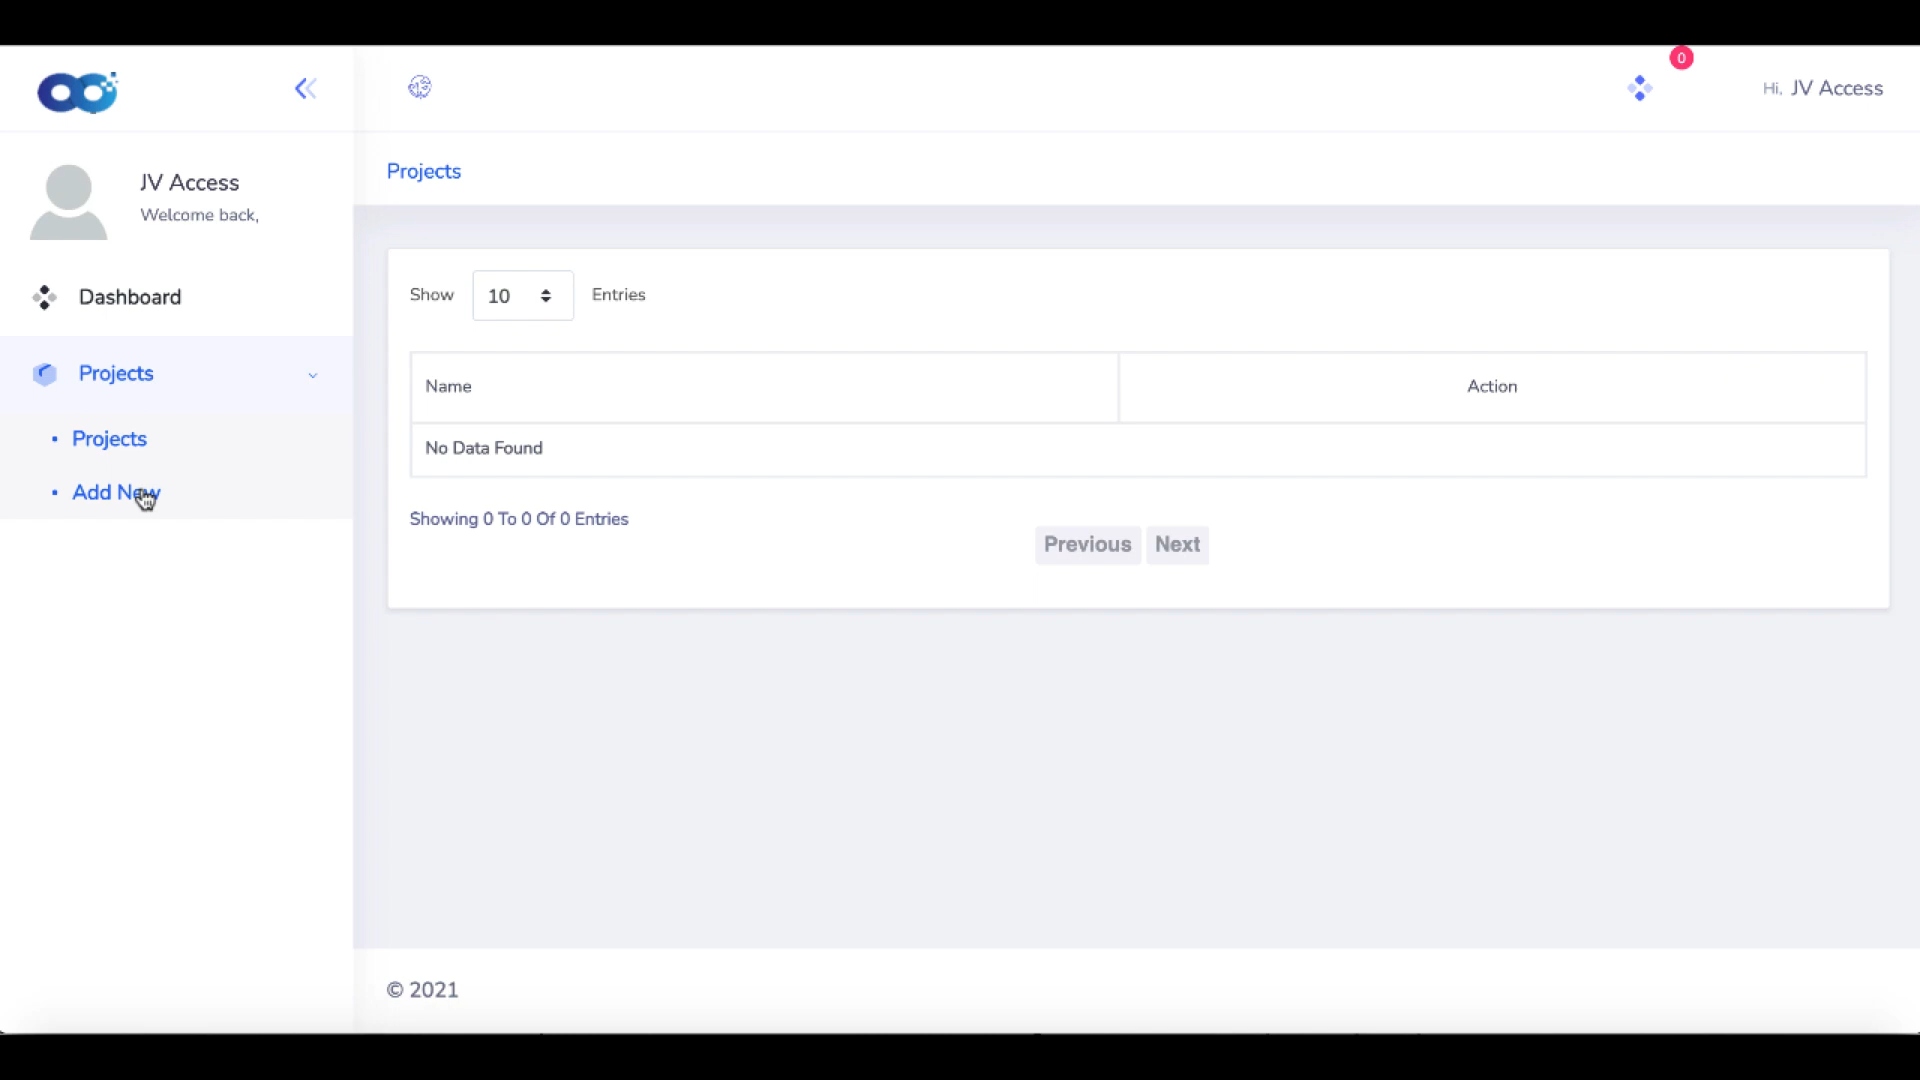 0
Hi, JV Access
JV Access
Welcome back,
Dashboard
Projects
Projects
Add New
Projects
Show 10 Entries
Name Action
No Data Found
Showing 0 To 0 Of 0 Entries
Previous Next
© 2021